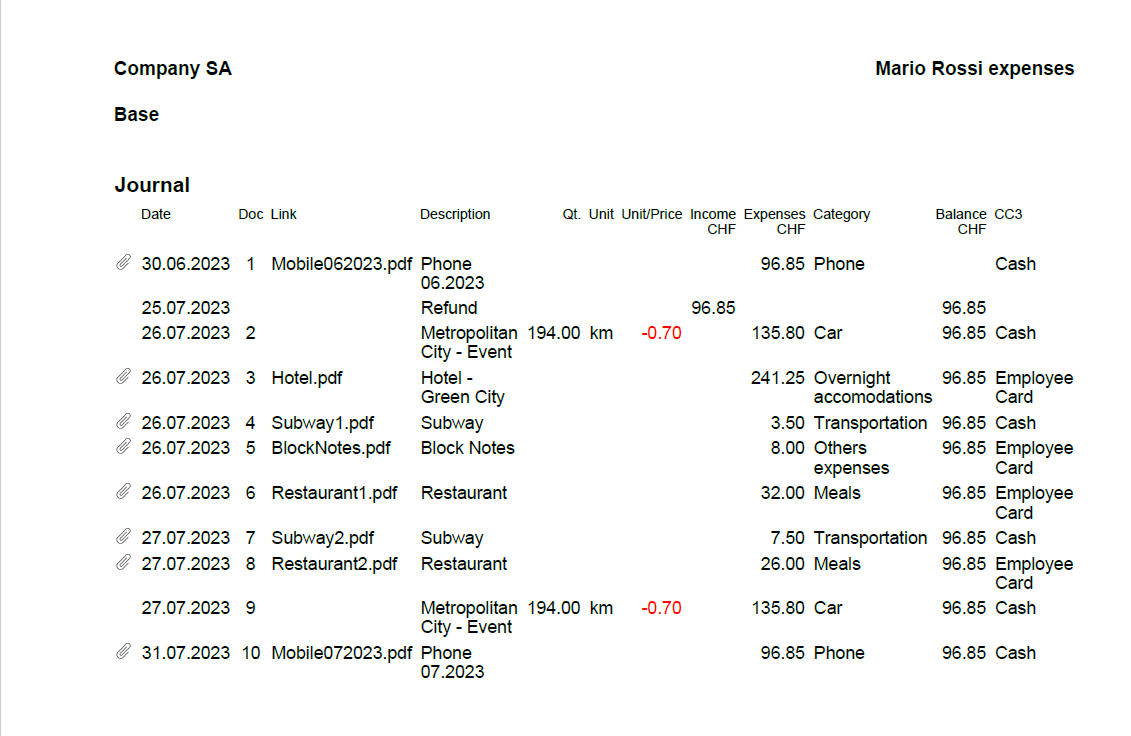 Company SA Mario Rossi expenses
Base
Journal
Date Doc Link Description Qt. Unit Unit/Price Income Expenses Category Balance CC3
CHF CHF CHF
30.06.2023 1 Mobile062023.pdf Phone 96.85 Phone Cash
06.2023
25.07.2023 Refund 96.85 96.85
26.07.2023 2 Metropolitan 194.00 km -0.70 135.80 Car 96.85 Cash
City - Event
26.07.2023 3 Hotel.pdf Hotel - 241.25 Overnight 96.85 Employee
Green City accomodations Card
26.07.2023 4 Subway1.pdf Subway 3.50 Transportation 96.85 Cash
26.07.2023 5 BlockNotes.pdf Block Notes 8.00 Others 96.85 Employee
expenses Card
26.07.2023 6 Restaurant1.pdf Restaurant 32.00 Meals 96.85 Employee
Card
27.07.2023 7 Subway2.pdf Subway 7.50 Transportation 96.85 Cash
27.07.2023 8 Restaurant2.pdf Restaurant 26.00 Meals 96.85 Employee
Card
27.07.2023 9 Metropolitan 194.00 km -0.70 135.80 Car 96.85 Cash
City - Event
31.07.2023 10 Mobile072023.pdf Phone 96.85 Phone 96.85 Cash
07.2023